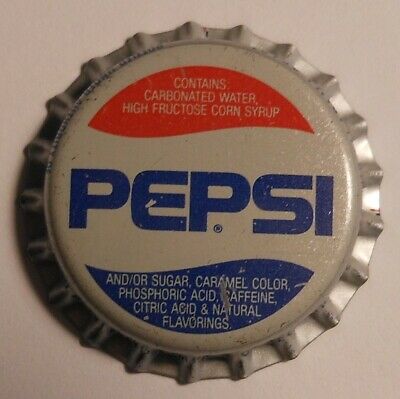 CONTAINS:
CARBONATED WATER,
HIGH FRUCTOSE CORN SYRUP
PEPSI
®
AND/OR SUGAR, CARAMEL COLOR,
PHOSPHORIC ACID, CAFFEINE,
CITRIC ACID & NATURAL
FLAVORINGS.